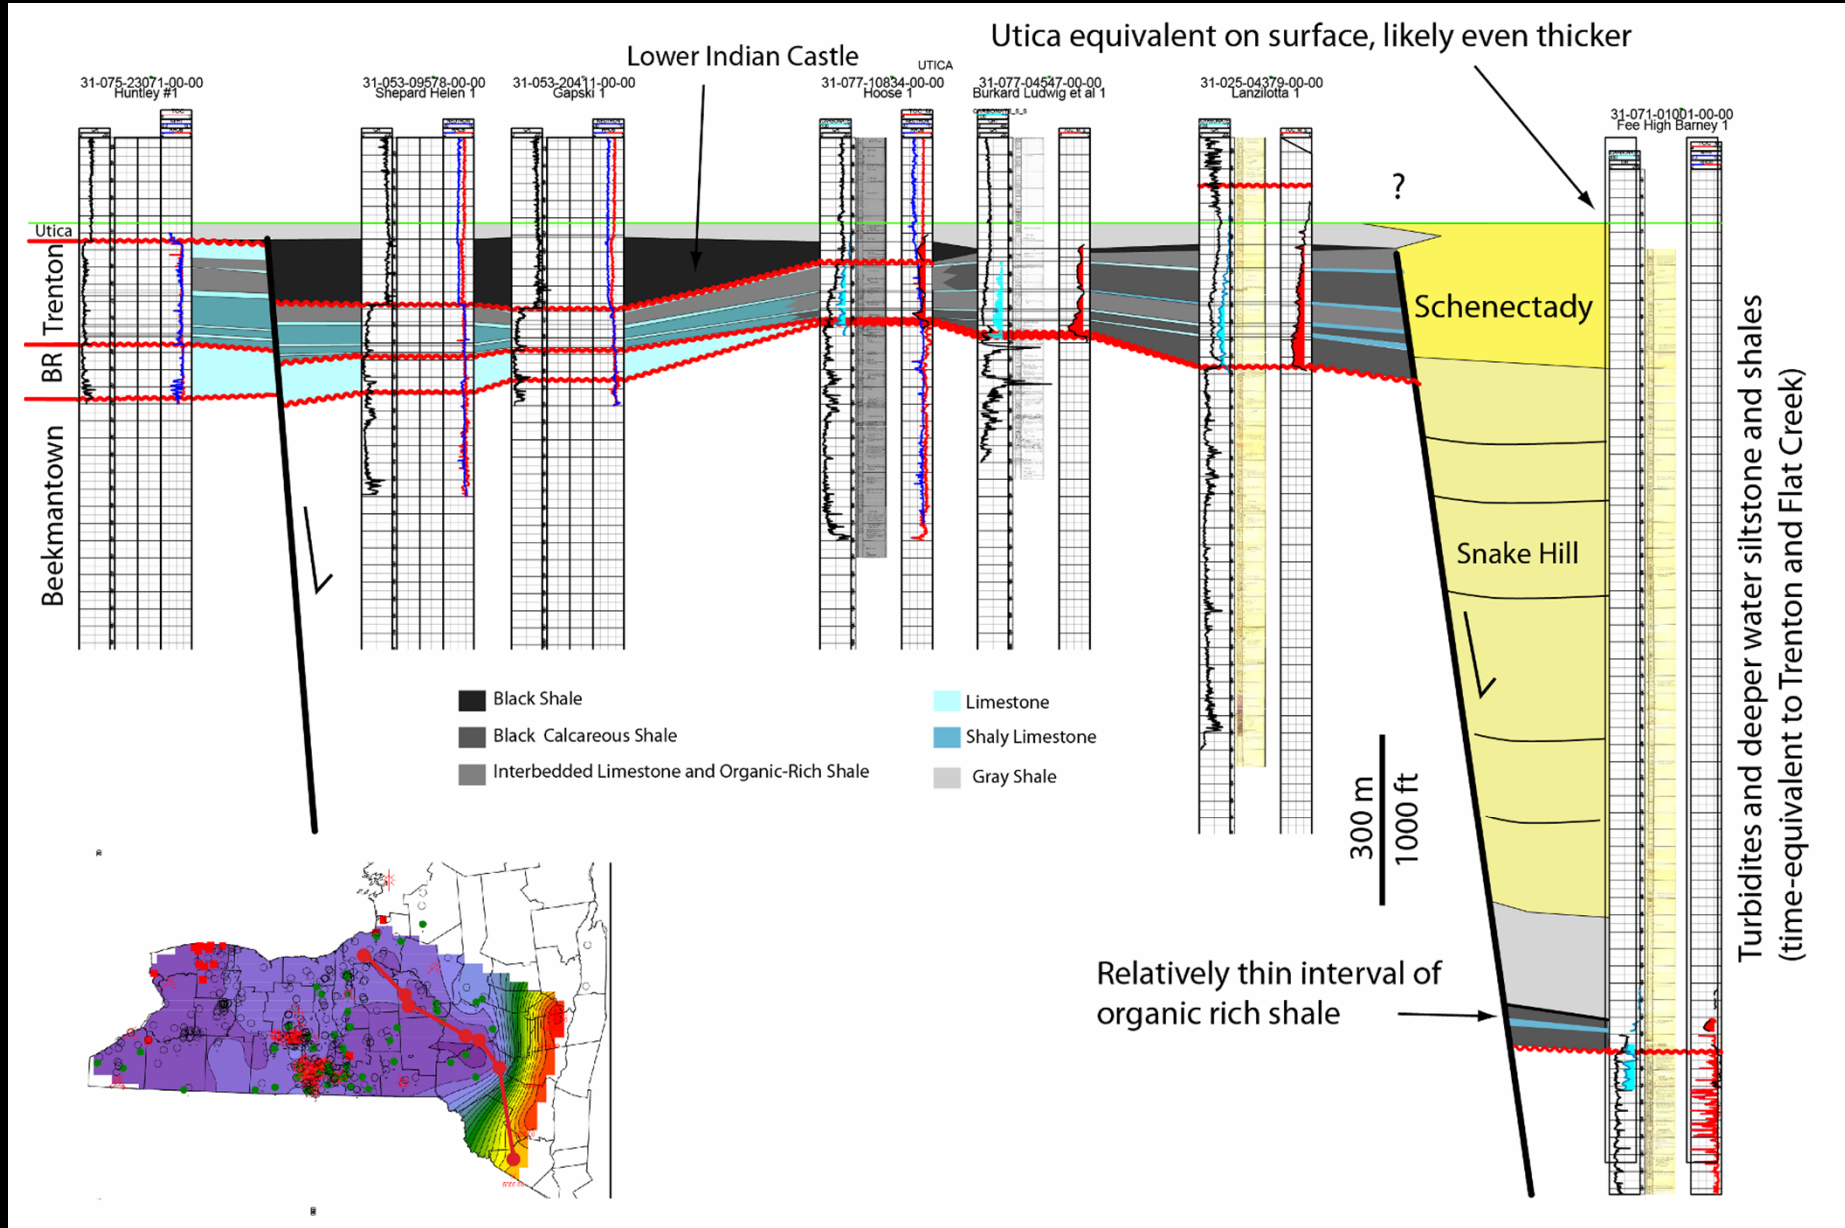 Utica equivalent on surface, likely even thicker
Lower Indian Castle
UTICA
31-075-23071-00-00
Huntley #1
31-053-09578-00-00
Shepard Helen 1
31-053-20411-00-00
Gapski 1
31-077-10834-00-00
Hoose 1
31-077-04547-00-00
Burkard Ludwig et al 1
31-025-04379-00-00
Lanzilotta 1
31-071-01001-00-00
Fee High Barney 1
?
Utica
Trenton
BR
Beekmantown
Schenectady
Snake Hill
Black Shale
Black Calcareous Shale
Interbedded Limestone and Organic-Rich Shale
Limestone
Shaly Limestone
Gray Shale
300 m
1000 ft
Relatively thin interval of
organic rich shale
Turbidites and deeper water siltstone and shales
(time-equivalent to Trenton and Flat Creek)